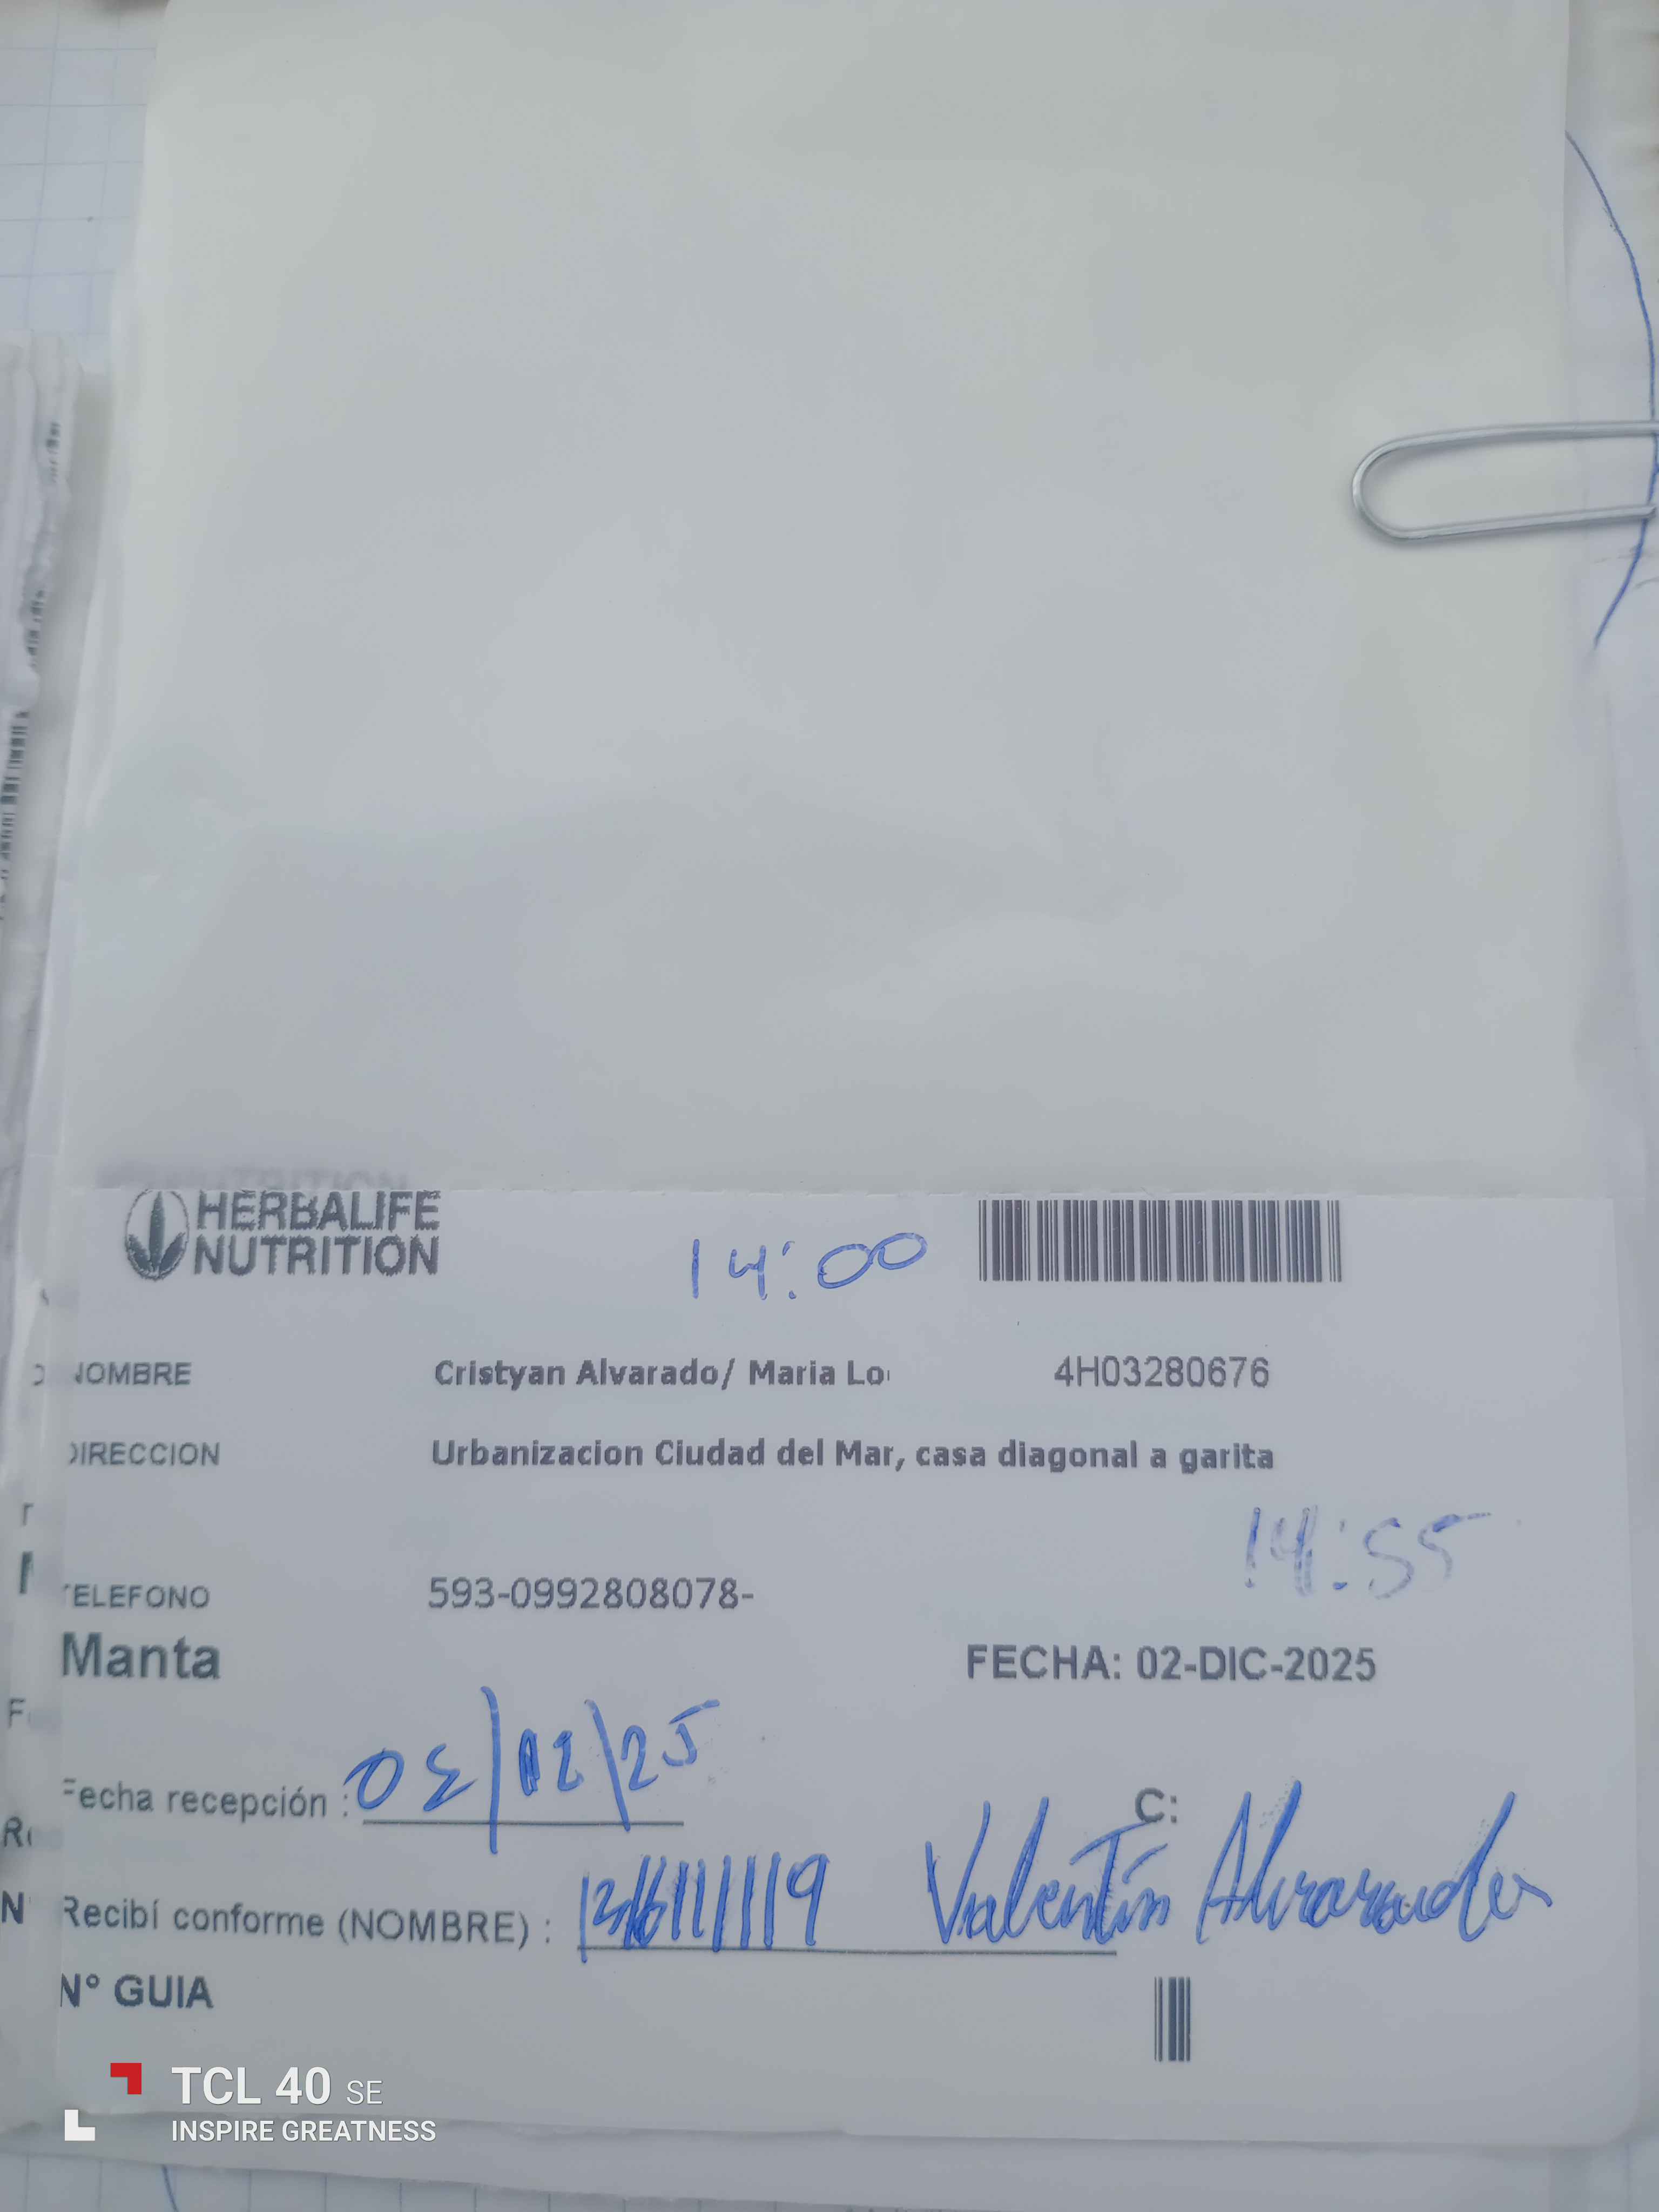 HERBALIFE
NUTRITION
14:00
NOMBRE Cristyan Alvarado/ Maria Lo 4H03280676
DIRECCION Urbanizacion Ciudad del Mar, casa diagonal a garita
14:55
TELEFONO 593-0992808078-
Manta FECHA: 02-DIC-2025
Fecha recepción : /12/25
C:
Recibí conforme (NOMBRE) : Valentín Alvarado
N° GUIA
TCL 40 SE
INSPIRE GREATNESS